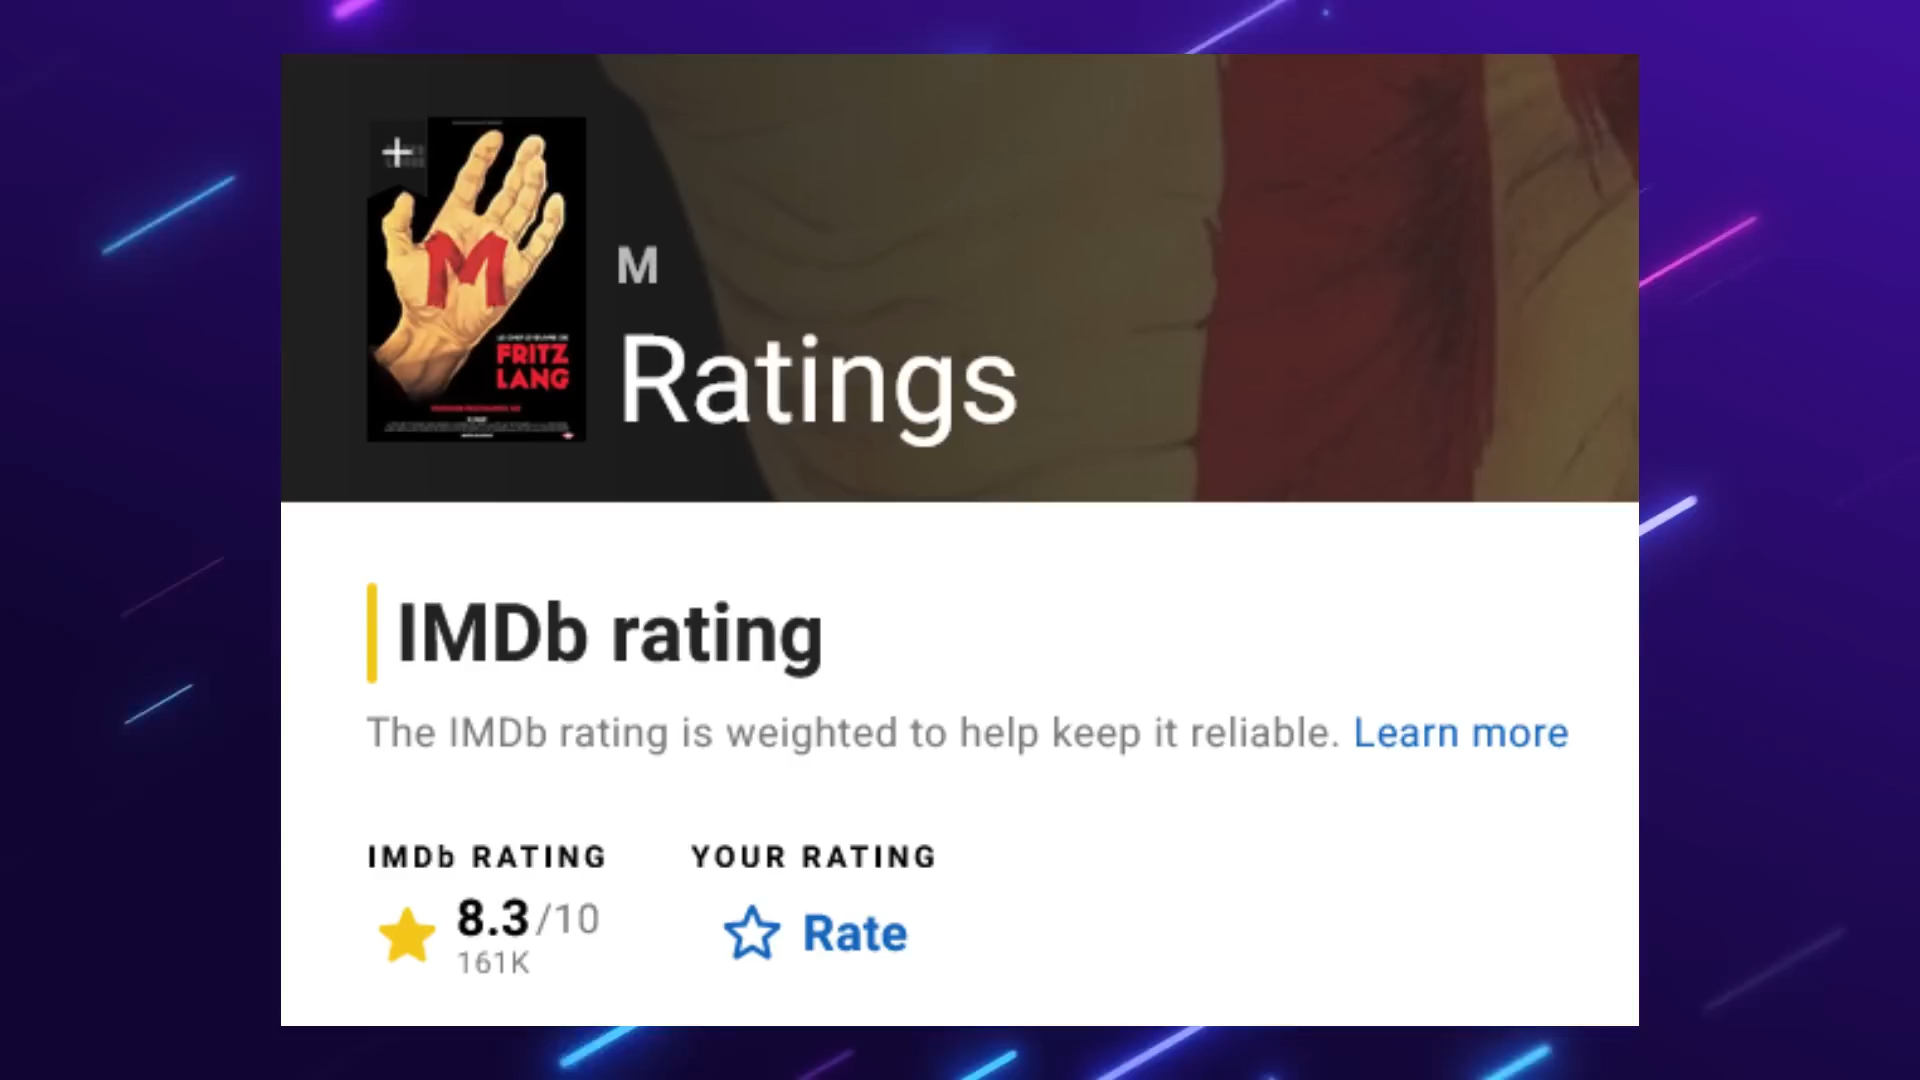 M
FRITZ
LANG
M
Ratings
IMDb rating
The IMDb rating is weighted to help keep it reliable. Learn more
IMDb RATING
YOUR RATING
8.3/10
161K
Rate